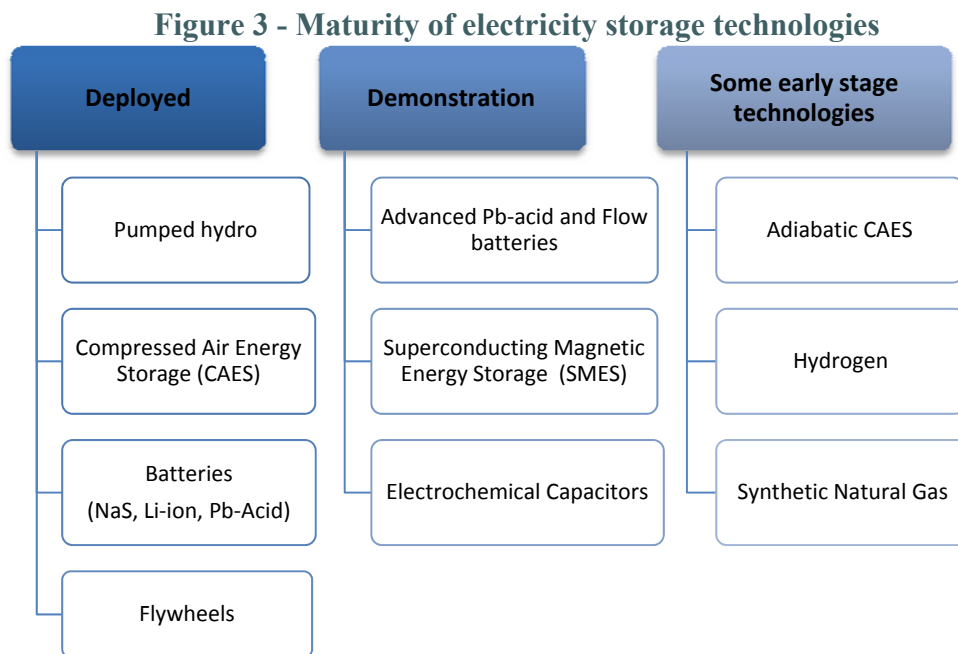 Figure 3 - Maturity of electricity storage technologies
Deployed
Pumped hydro
Compressed Air Energy
Storage (CAES)
Batteries
(NaS, Li-ion, Pb-Acid)
Flywheels
Demonstration
Advanced Pb-acid and Flow
batteries
Superconducting Magnetic
Energy Storage (SMES)
Electrochemical Capacitors
Some early stage
technologies
Adiabatic CAES
Hydrogen
Synthetic Natural Gas